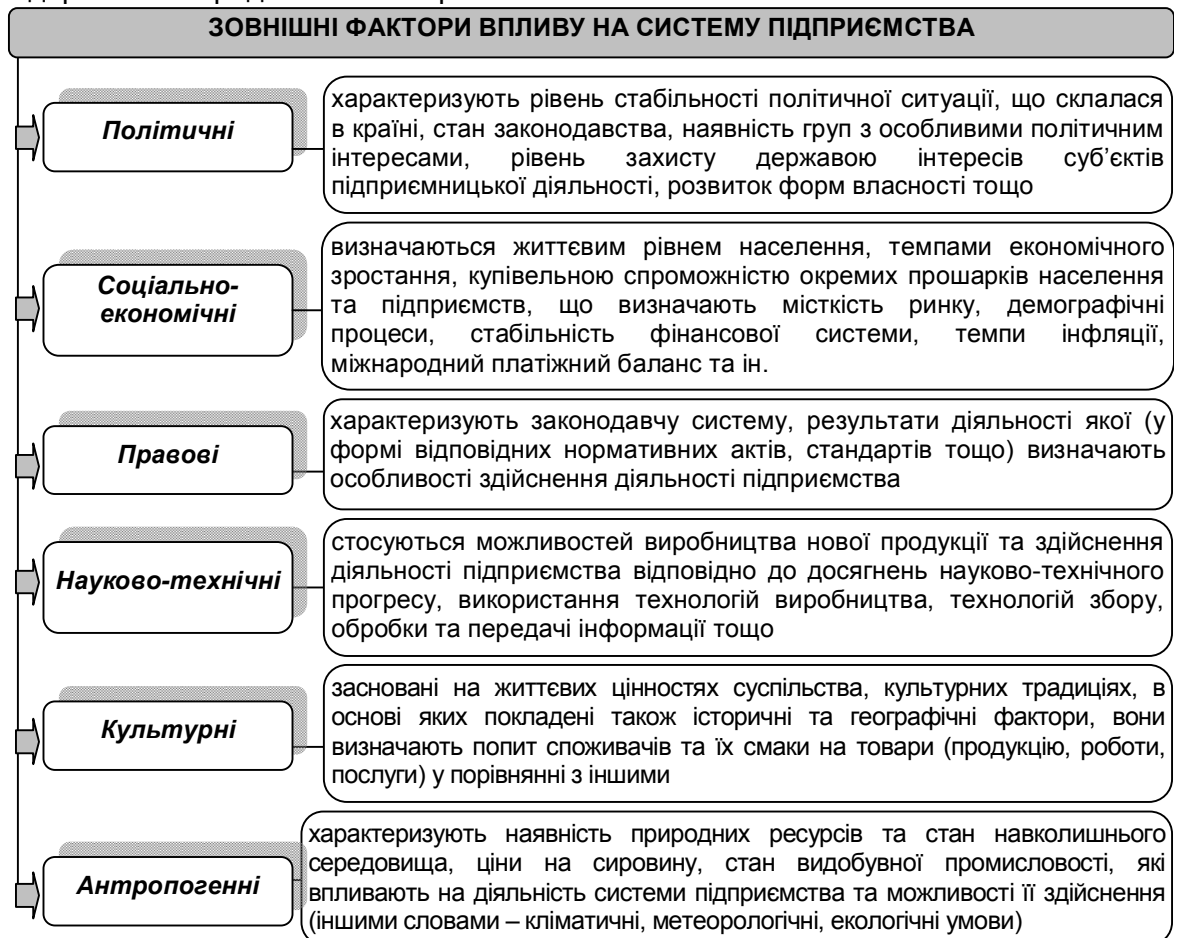 ЗОВНІШНІ ФАКТОРИ ВПЛИВУ НА СИСТЕМУ ПІДПРИЄМСТВА
Політичні
характеризують рівень стабільності політичної ситуації, що склалася
в країні, стан законодавства, наявність груп з особливими політичним
інтересами, рівень захисту державою інтересів суб’єктів
підприємницької діяльності, розвиток форм власності тощо
Соціально-
економічні
визначаються життєвим рівнем населення, темпами економічного
зростання, купівельною спроможністю окремих прошарків населення
та підприємств, що визначають місткість ринку, демографічні
процеси, стабільність фінансової системи, темпи інфляції,
міжнародний платіжний баланс та ін.
Правові
характеризують законодавчу систему, результати діяльності якої (у
формі відповідних нормативних актів, стандартів тощо) визначають
особливості здійснення діяльності підприємства
Науково-технічні
стосуються можливостей виробництва нової продукції та здійснення
діяльності підприємства відповідно до досягнень науково-технічного
прогресу, використання технологій виробництва, технологій збору,
обробки та передачі інформації тощо
Культурні
засновані на життєвих цінностях суспільства, культурних традиціях, в
основі яких покладені також історичні та географічні фактори, вони
визначають попит споживачів та їх смаки на товари (продукцію, роботи,
послуги) у порівнянні з іншими
Антропогенні
характеризують наявність природних ресурсів та стан навколишнього
середовища, ціни на сировину, стан видобувної промисловості, які
впливають на діяльність системи підприємства та можливості її здійснення
(іншими словами – кліматичні, метеорологічні, екологічні умови)